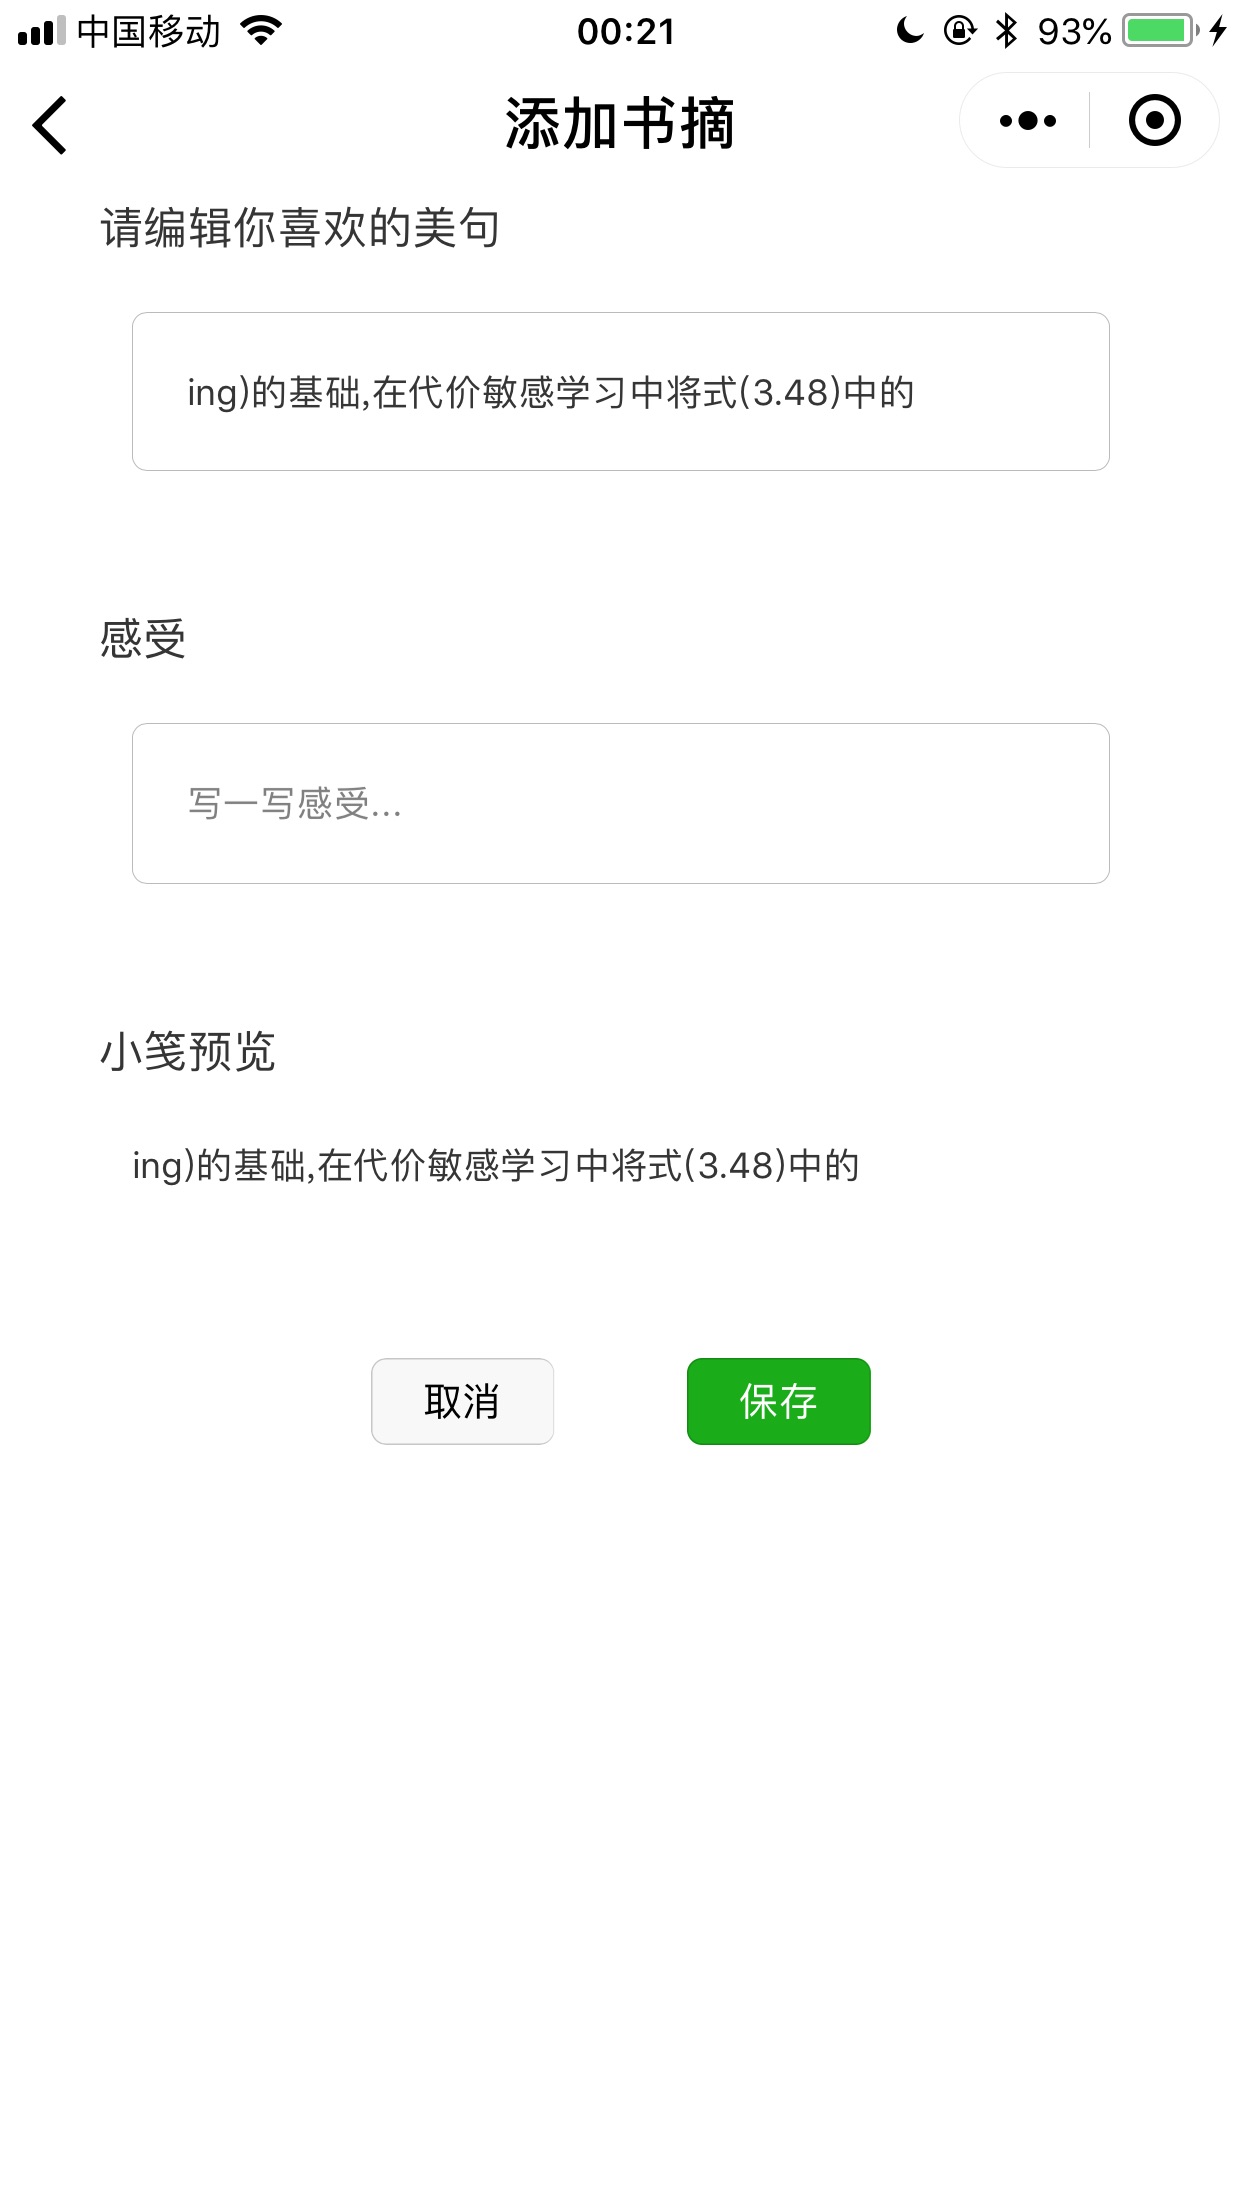 中国移动 00:21 93%
添加书摘
请编辑你喜欢的美句
ing)的基础,在代价敏感学习中将式(3.48)中的
感受
写一写感受...
小笺预览
ing)的基础,在代价敏感学习中将式(3.48)中的
取消 保存